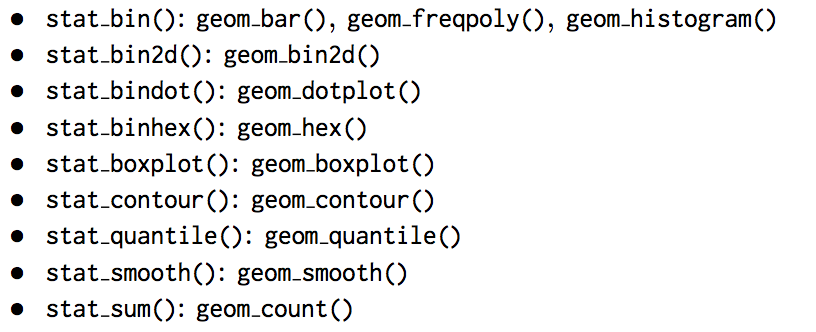 • stat_bin(): geom_bar(), geom_freqpoly(), geom_histogram()
• stat_bin2d(): geom_bin2d()
• stat_bindot(): geom_dotplot()
• stat_binhex(): geom_hex()
• stat_boxplot(): geom_boxplot()
• stat_contour(): geom_contour()
• stat_quantile(): geom_quantile()
• stat_smooth(): geom_smooth()
• stat_sum(): geom_count()